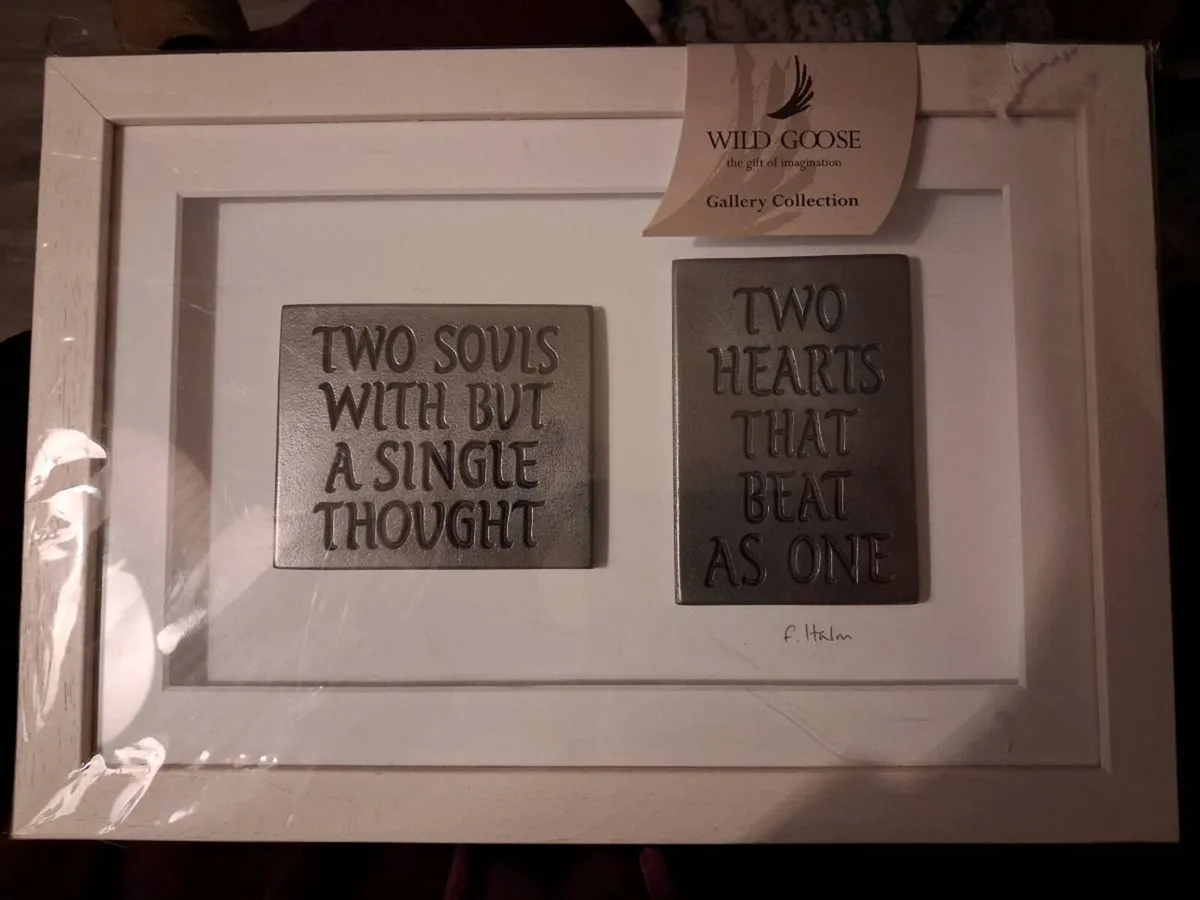 WILD GOOSE
the gift of imagination
Gallery Collection
TWO SOULS
WITH BUT
A SINGLE
THOUGHT
TWO
HEARTS
THAT
BEAT
AS ONE
F. Halm